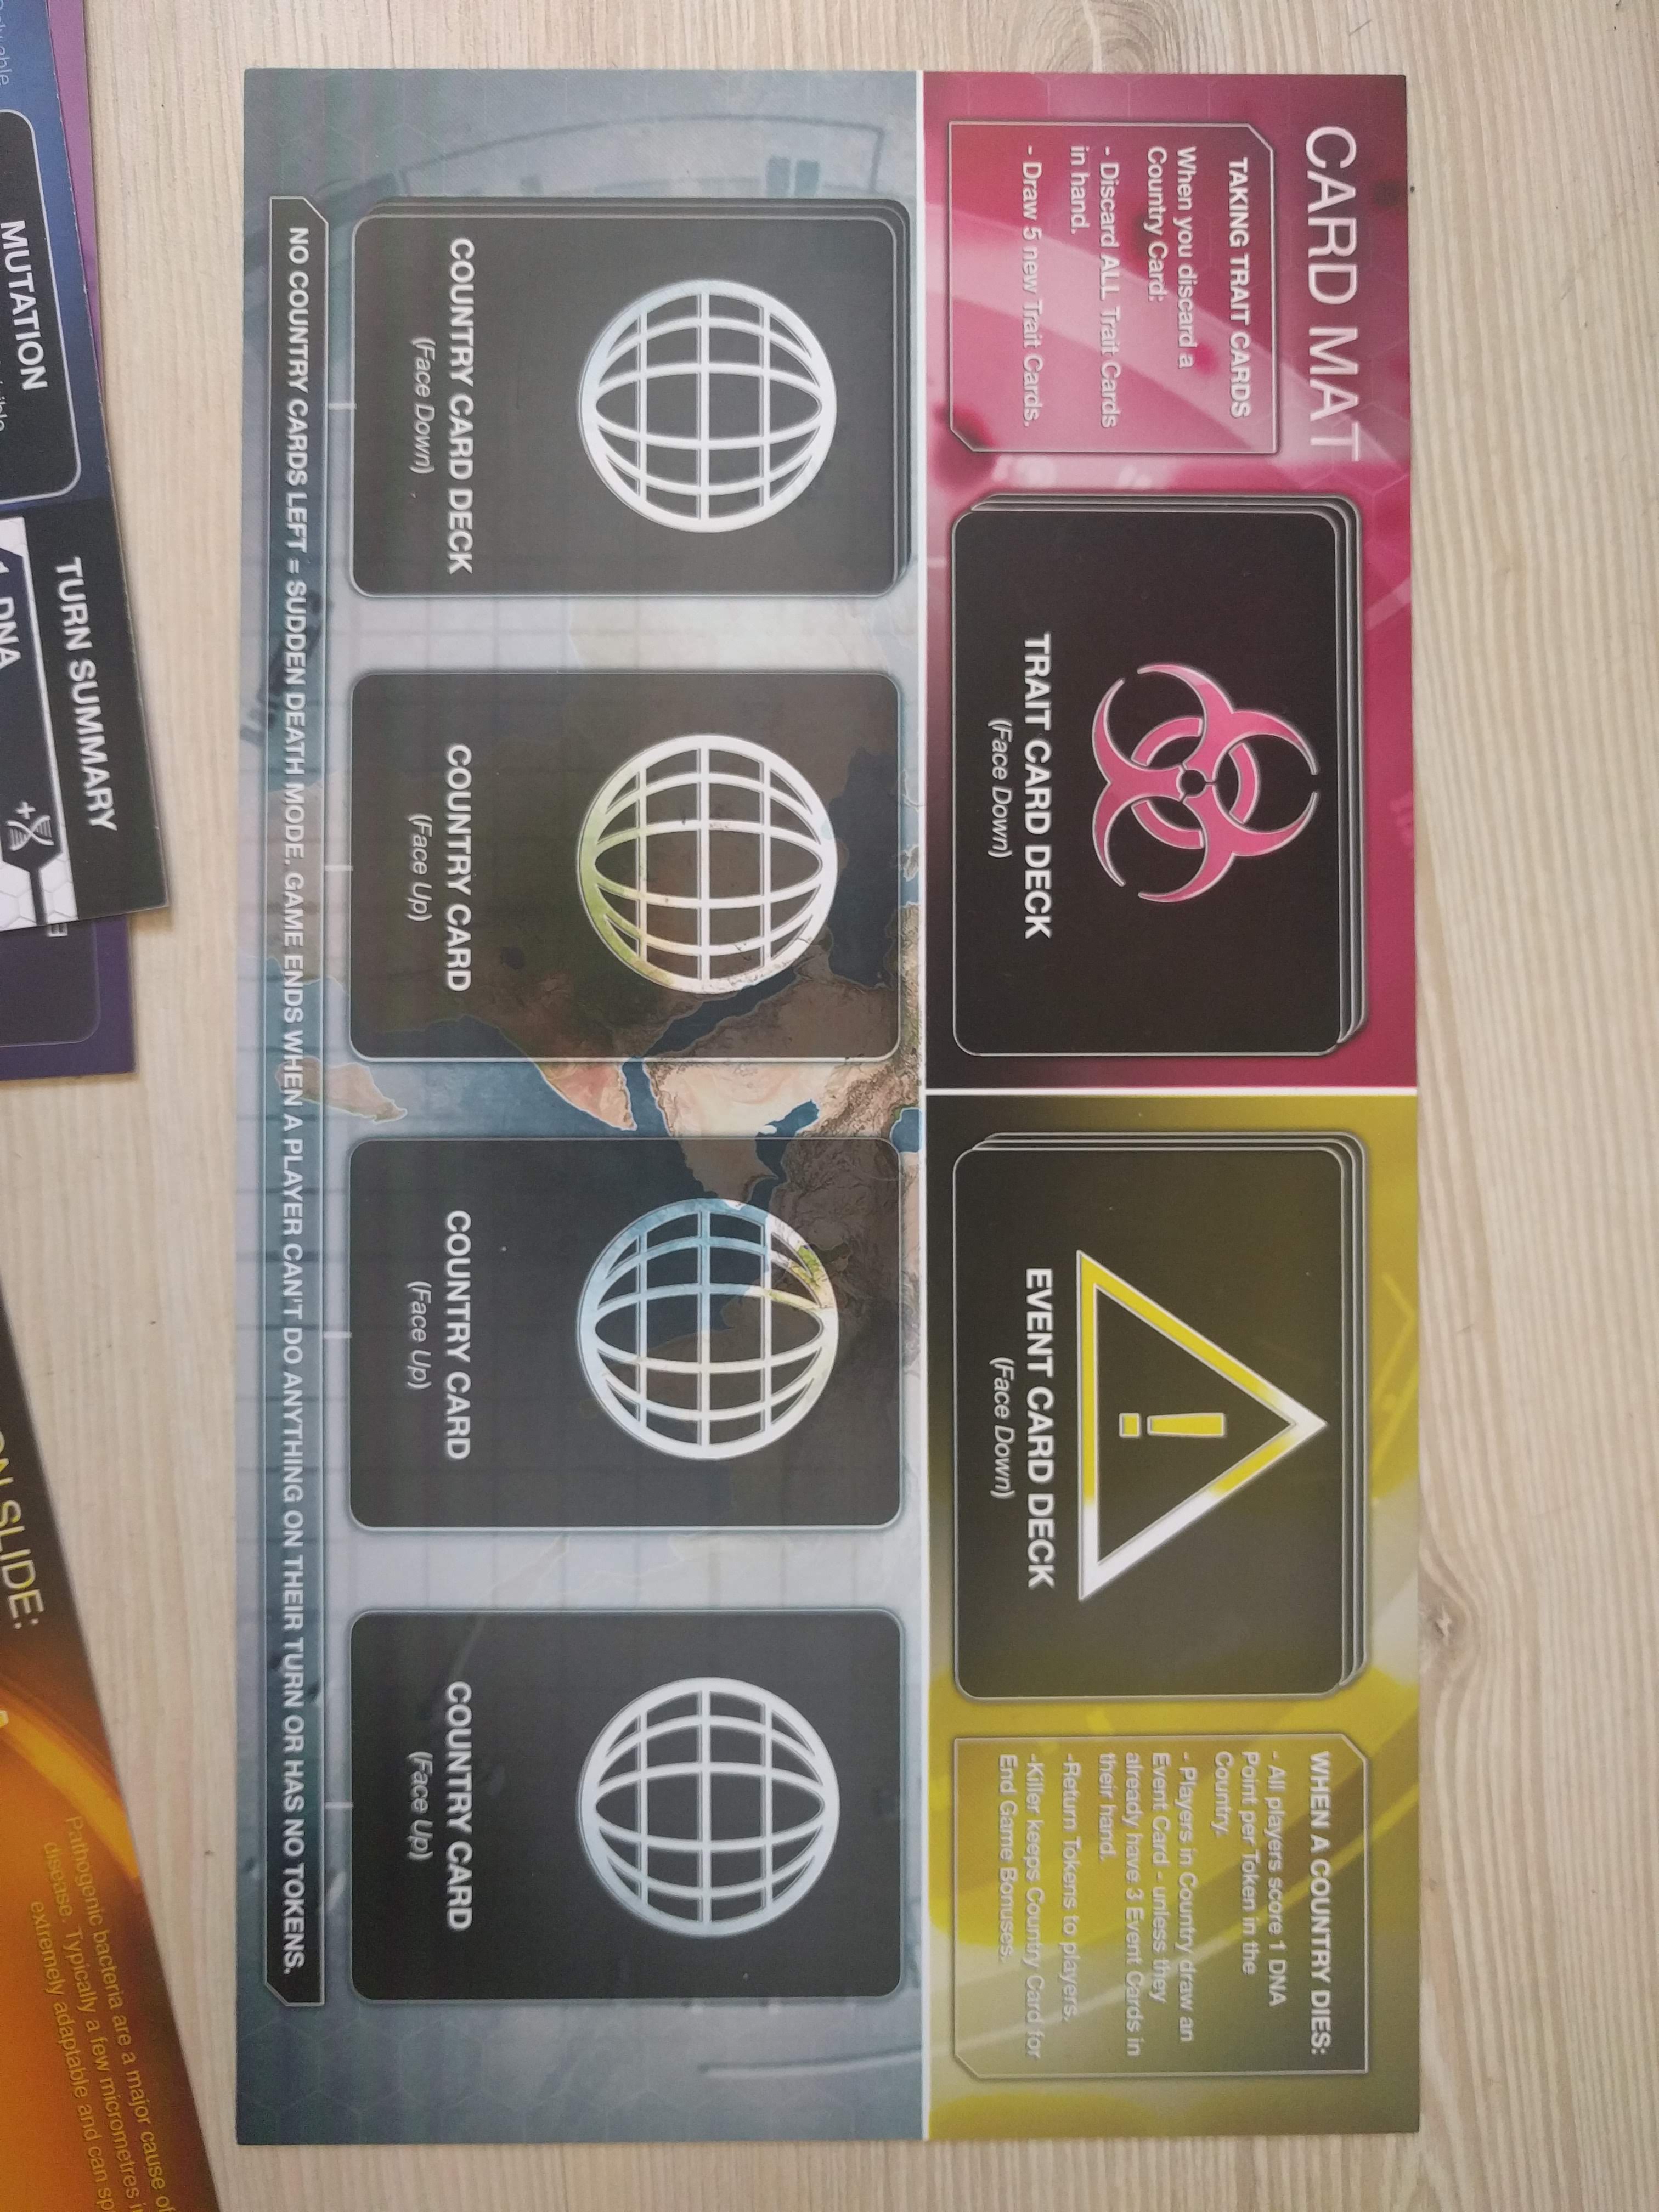 CARD MAT
TAKING TRAIT CARDS
When you discard a
Country Card:
- Discard ALL Trait Cards
in hand.
- Draw 5 new Trait Cards.
TRAIT CARD DECK
(Face Down)
EVENT CARD DECK
(Face Down)
WHEN A COUNTRY DIES:
- All players score 1 DNA
Point per Token in the
Country.
- Players in Country draw an
Event Card - unless they
already have 3 Event Cards in
their hand.
-Return Tokens to players.
-Killer keeps Country Card for
End Game Bonuses.
COUNTRY CARD DECK
(Face Down)
COUNTRY CARD
(Face Up)
COUNTRY CARD
(Face Up)
COUNTRY CARD
(Face Up)
NO COUNTRY CARDS LEFT = SUDDEN DEATH MODE. GAME ENDS WHEN A PLAYER CAN'T DO ANYTHING ON THEIR TURN OR HAS NO TOKENS.
MUTATION
TURN SUMMARY
1 DNA
SLIDE:
Pathogenic bacteria are a major cause of
disease. Typically a few micrometres
extremely adaptable and can